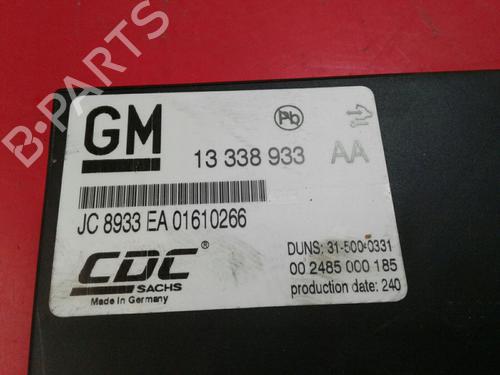 B-PARTS
GM
Pb
13 338 933 AA
JC 8933 EA 01610266
CDC®
SACHS
Made in Germany
DUNS: 31-500-0331
00 2485 000 185
production date: 240